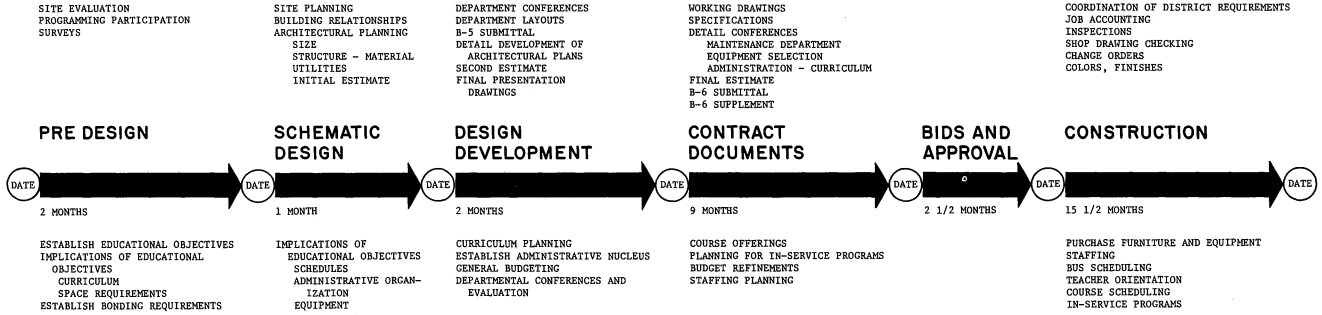 SITE EVALUATION
PROGRAMMING PARTICIPATION
SURVEYS
SITE PLANNING
BUILDING RELATIONSHIPS
ARCHITECTURAL PLANNING
SIZE
STRUCTURE - MATERIAL
UTILITIES
INITIAL ESTIMATE
DEPARTMENT CONFERENCES
DEPARTMENT LAYOUTS
B-5 SUBMITTAL
DETAIL DEVELOPMENT OF
ARCHITECTURAL PLANS
SECOND ESTIMATE
FINAL PRESENTATION
DRAWINGS
WORKING DRAWINGS
SPECIFICATIONS
DETAIL CONFERENCES
MAINTENANCE DEPARTMENT
EQUIPMENT SELECTION
ADMINISTRATION - CURRICULUM
FINAL ESTIMATE
B-6 SUBMITTAL
B-6 SUPPLEMENT
COORDINATION OF DISTRICT REQUIREMENTS
JOB ACCOUNTING
INSPECTIONS
SHOP DRAWING CHECKING
CHANGE ORDERS
COLORS, FINISHES
PRE DESIGN
SCHEMATIC
DESIGN
DESIGN
DEVELOPMENT
CONTRACT
DOCUMENTS
BIDS AND
APPROVAL
CONSTRUCTION
DATE
DATE
DATE
DATE
DATE
DATE
DATE
2 MONTHS
1 MONTH
2 MONTHS
9 MONTHS
2 1/2 MONTHS
15 1/2 MONTHS
ESTABLISH EDUCATIONAL OBJECTIVES
IMPLICATIONS OF EDUCATIONAL
OBJECTIVES
CURRICULUM
SPACE REQUIREMENTS
ESTABLISH BONDING REQUIREMENTS
IMPLICATIONS OF
EDUCATIONAL OBJECTIVES
SCHEDULES
ADMINISTRATIVE ORGAN-
IZATION
EQUIPMENT
CURRICULUM PLANNING
ESTABLISH ADMINISTRATIVE NUCLEUS
GENERAL BUDGETING
DEPARTMENTAL CONFERENCES AND
EVALUATION
COURSE OFFERINGS
PLANNING FOR IN-SERVICE PROGRAMS
BUDGET REFINEMENTS
STAFFING PLANNING
PURCHASE FURNITURE AND EQUIPMENT
STAFFING
BUS SCHEDULING
TEACHER ORIENTATION
COURSE SCHEDULING
IN-SERVICE PROGRAMS